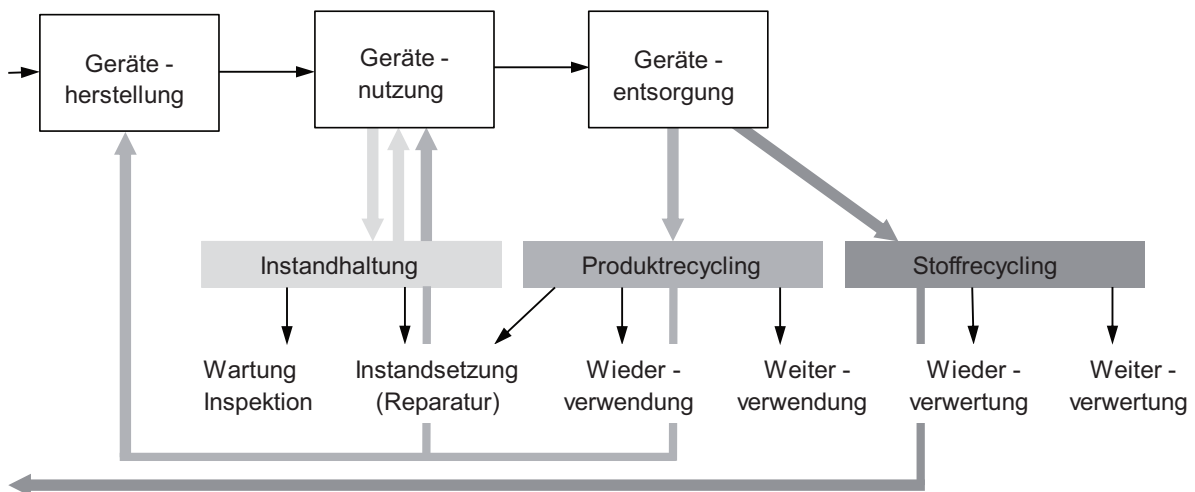 Geräte -
herstellung
Geräte -
nutzung
Geräte -
entsorgung
Instandhaltung
Produktrecycling
Stoffrecycling
Wartung
Inspektion
Instandsetzung
(Reparatur)
Wieder -
verwendung
Weiter -
verwendung
Wieder -
verwertung
Weiter -
verwertung